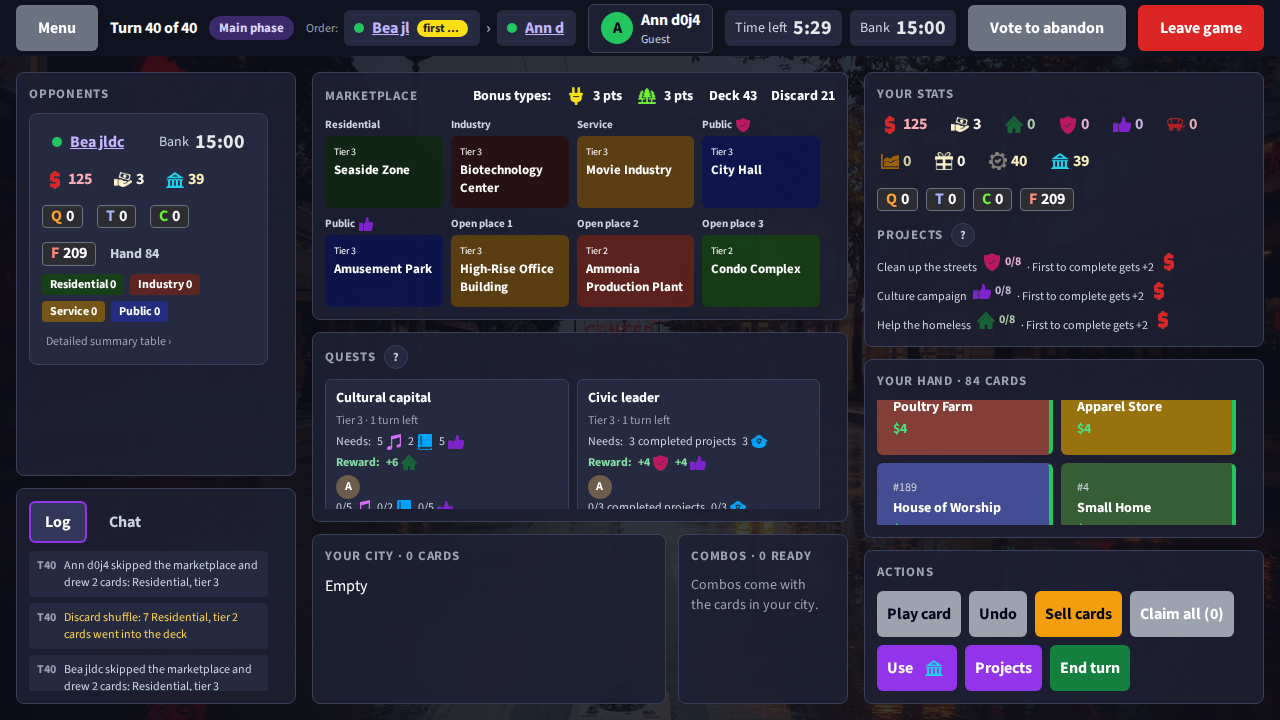 Menu
Turn 40 of 40
Main phase
Order:
Bea jl
first ...
›
Ann d
A
Ann d0j4
Guest
Time left 5:29
Bank 15:00
Vote to abandon
Leave game
OPPONENTS
Bea jldc
Bank 15:00
125
3
39
Q 0
T 0
C 0
F 209
Hand 84
Residential 0
Industry 0
Service 0
Public 0
Detailed summary table ›
Log
Chat
T40 Ann d0j4 skipped the marketplace and
drew 2 cards: Residential, tier 3
T40 Discard shuffle: 7 Residential, tier 2
cards went into the deck
T40 Bea jldc skipped the marketplace and
drew 2 cards: Residential, tier 3
MARKETPLACE
Bonus types:
3 pts
3 pts
Deck 43
Discard 21
Residential
Industry
Service
Public
Tier 3
Seaside Zone
Tier 3
Biotechnology
Center
Tier 3
Movie Industry
Tier 3
City Hall
Public
Open place 1
Open place 2
Open place 3
Tier 3
Amusement Park
Tier 3
High-Rise Office
Building
Tier 2
Ammonia
Production Plant
Tier 2
Condo Complex
QUESTS
?
Cultural capital
Tier 3 · 1 turn left
Needs: 5 2 5
Reward: +6
A
0/5 0/2 0/5
Civic leader
Tier 3 · 1 turn left
Needs: 3 completed projects 3
Reward: +4 +4
A
0/3 completed projects 0/3
YOUR CITY · 0 CARDS
Empty
COMBOS · 0 READY
Combos come with
the cards in your city.
YOUR STATS
125
3
0
0
0
0
0
0
40
39
Q 0
T 0
C 0
F 209
PROJECTS
?
Clean up the streets 0/8 · First to complete gets +2
Culture campaign 0/8 · First to complete gets +2
Help the homeless 0/8 · First to complete gets +2
YOUR HAND · 84 CARDS
Poultry Farm
$4
Apparel Store
$4
#189
House of Worship
#4
Small Home
ACTIONS
Play card
Undo
Sell cards
Claim all (0)
Use
Projects
End turn